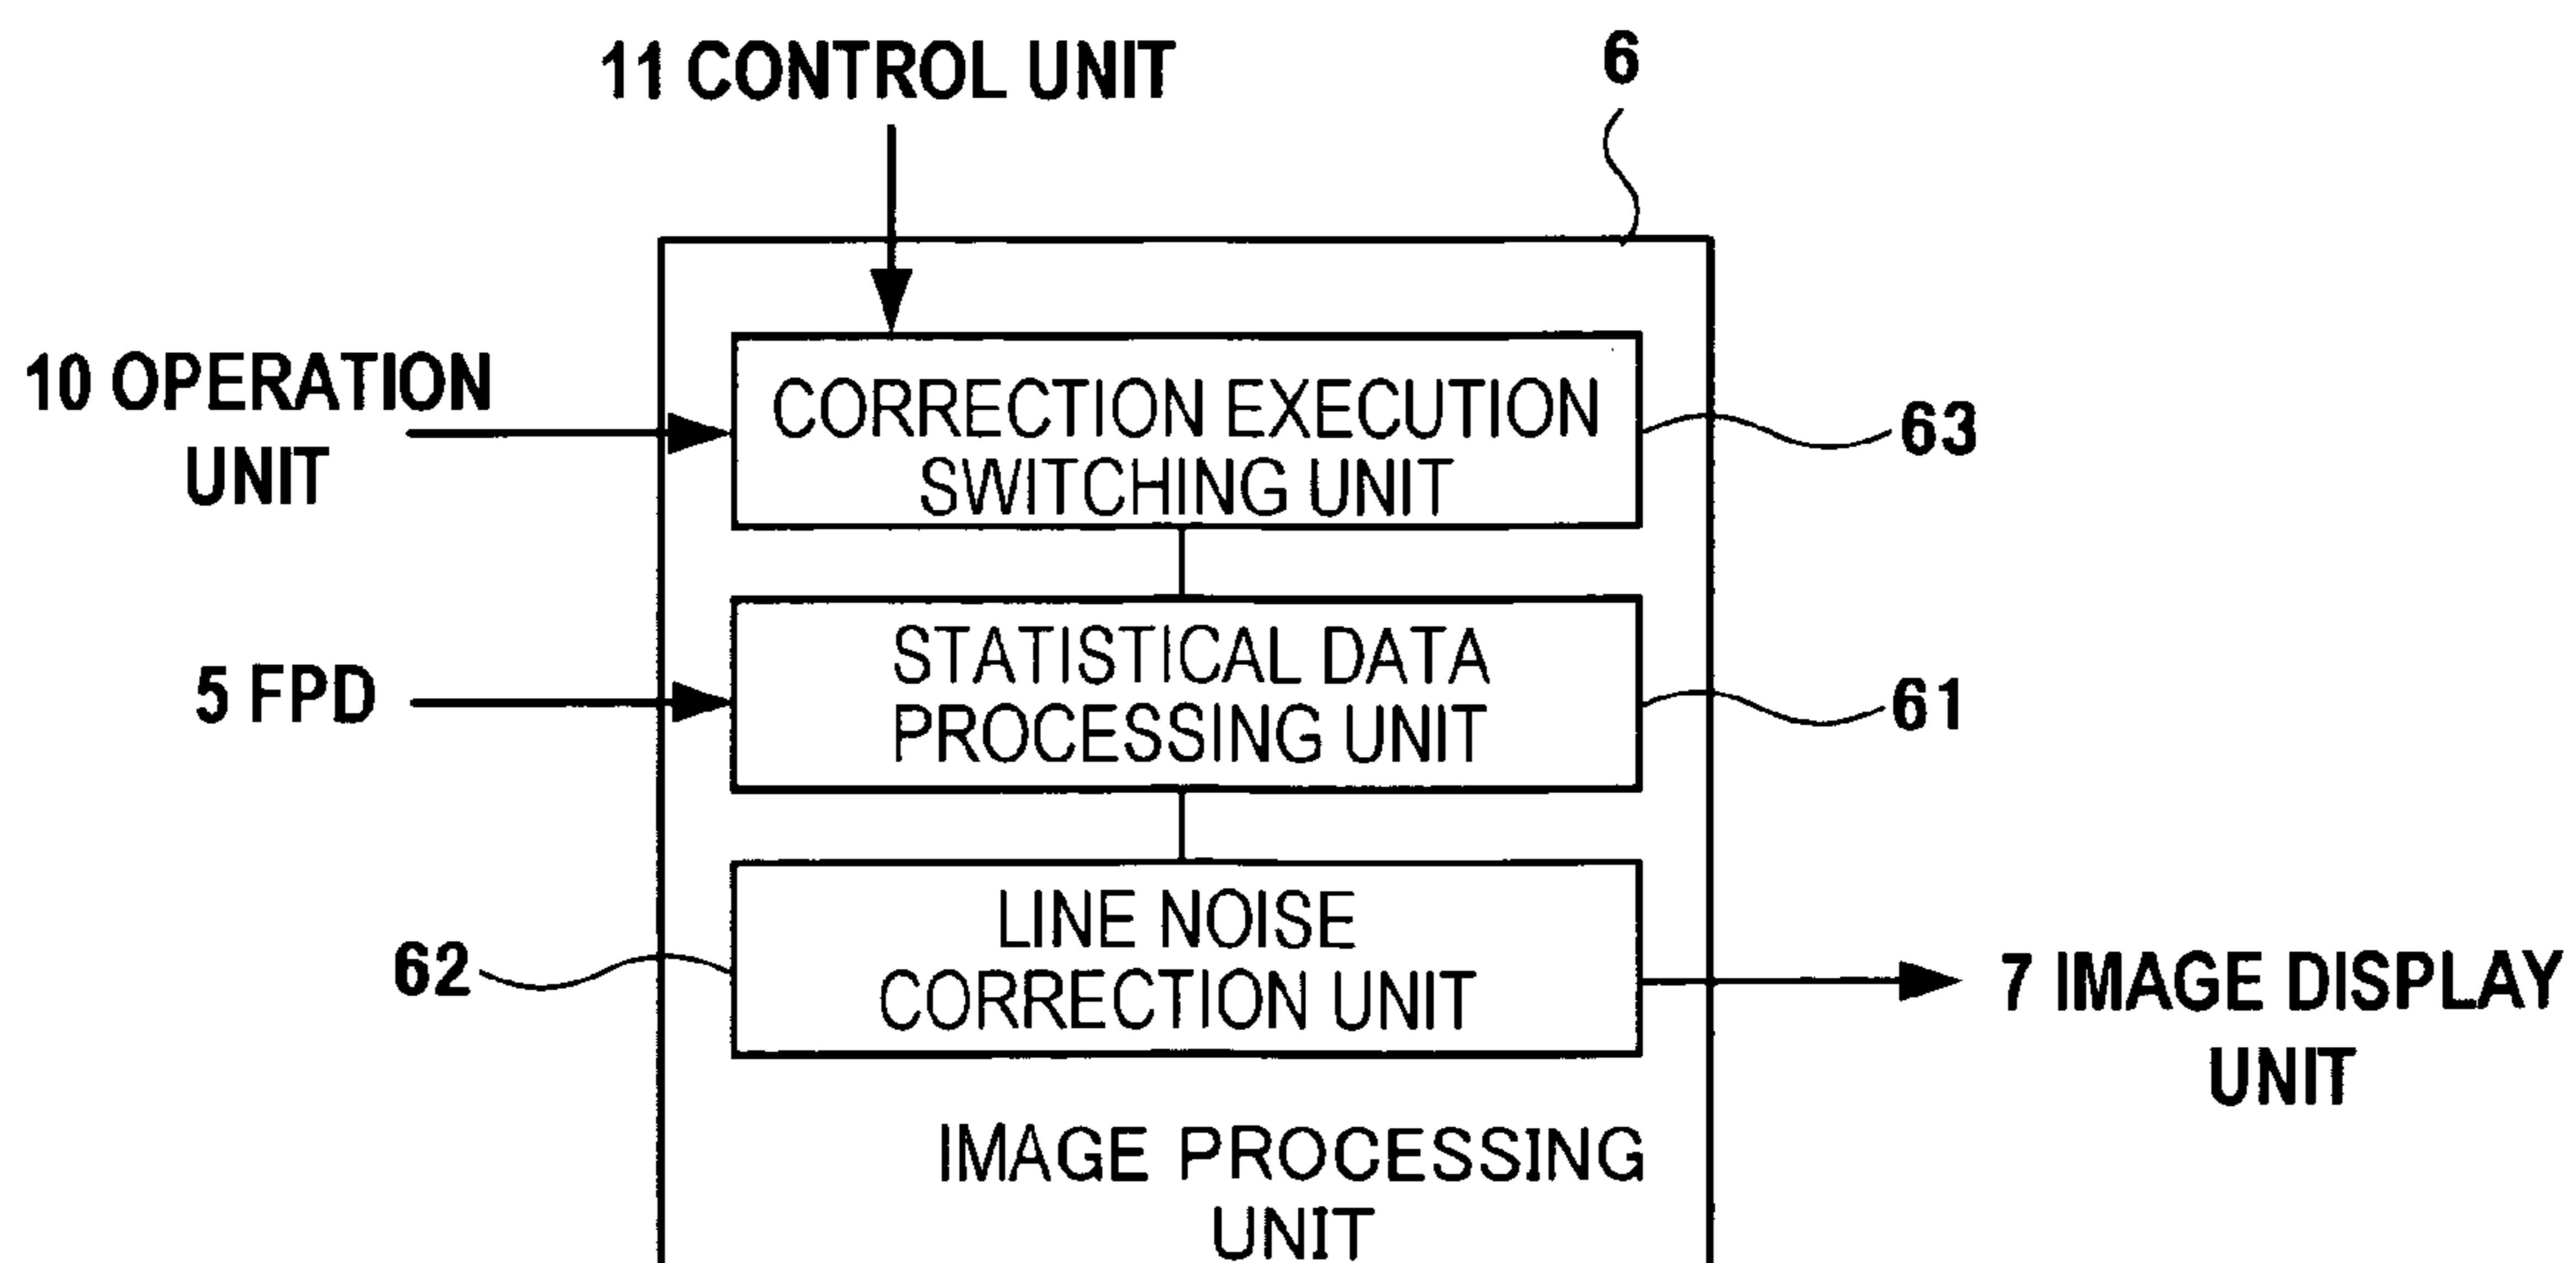 11 CONTROL UNIT
6
10 OPERATION
UNIT
CORRECTION EXECUTION
SWITCHING UNIT
63
5 FPD
STATISTICAL DATA
PROCESSING UNIT
61
62
LINE NOISE
CORRECTION UNIT
7 IMAGE DISPLAY
UNIT
IMAGE PROCESSING
UNIT